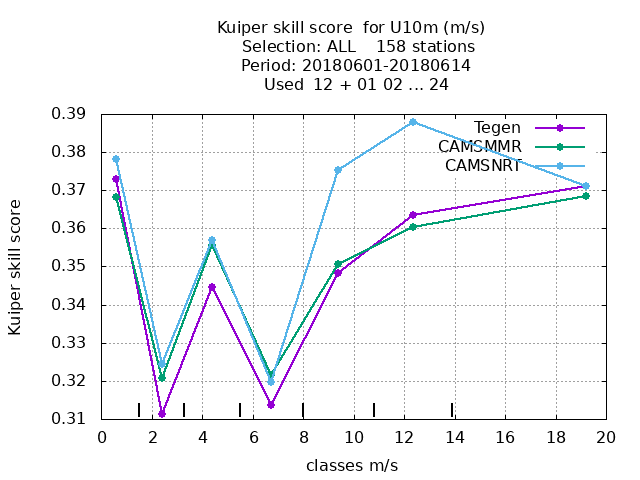 Kuiper skill score  for U10m (m/s)
Selection: ALL    158 stations
Period: 20180601-20180614
Used  12 + 01 02 ... 24
Kuiper skill score
0.39
0.38
0.37
0.36
0.35
0.34
0.33
0.32
0.31
Tegen
CAMSMMR
CAMSNRT
0 2 4 6 8 10 12 14 16 18 20
classes m/s